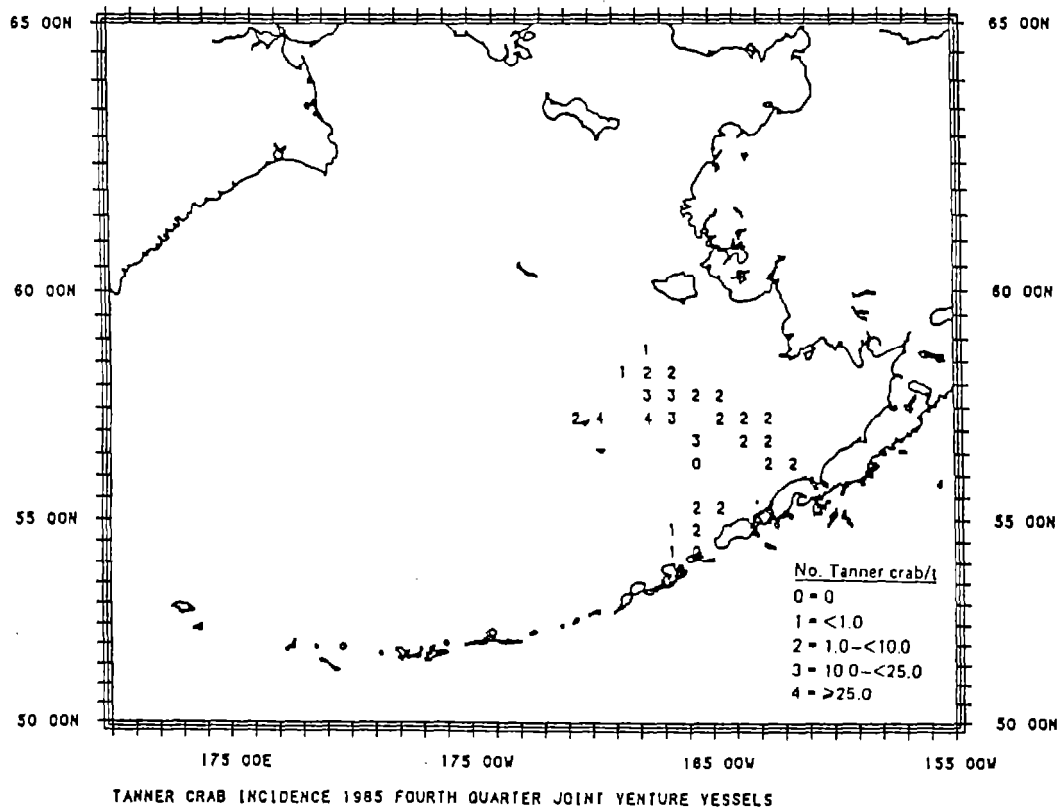 65 00N
65 00N
60 00N
60 00N
1
1 2 2
3 3 2 2
2 4 4 3 2 2 2
3 2 2
0 2 2
2 2
55 00N
55 00N
1 2
1
No. Tanner crab/t
0 = 0
1 = <1.0
2 = 1.0-<10.0
3 = 10.0-<25.0
4 = ≥25.0
50 00N
50 00N
175 00E
175 00W
185 00W
155 00W
TANNER CRAB INCIDENCE 1985 FOURTH QUARTER JOINT VENTURE VESSELS